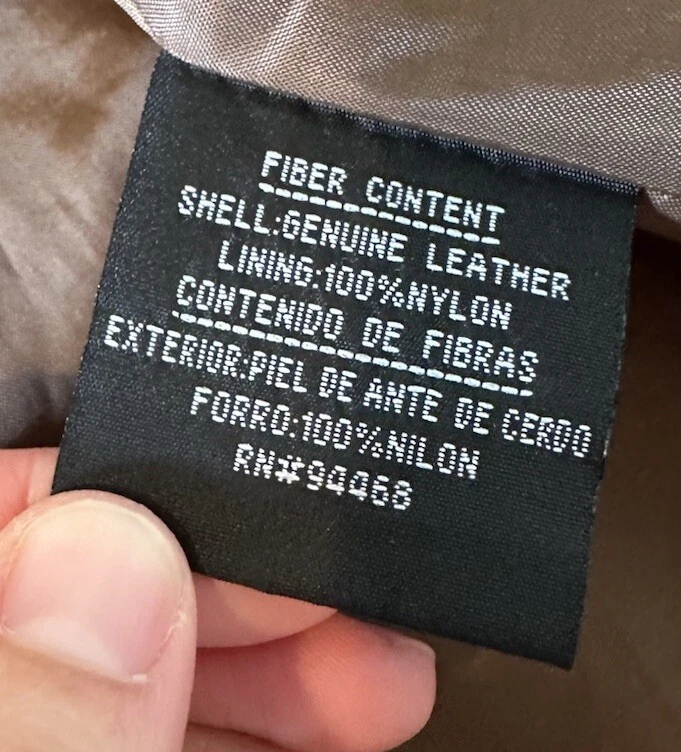 FIBER CONTENT
SHELL:GENUINE LEATHER
LINING:100%NYLON
CONTENIDO DE FIBRAS
EXTERIOR:PIEL DE ANTE DE CERDO
FORRO:100%NILON
RN#94468